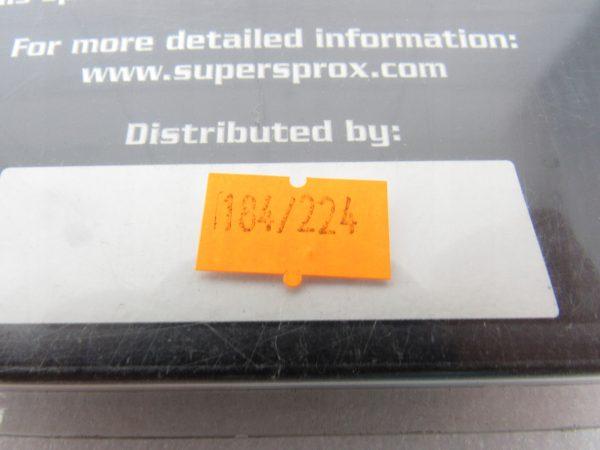 For more detailed information:
www.supersprox.com
Distributed by:
184/224